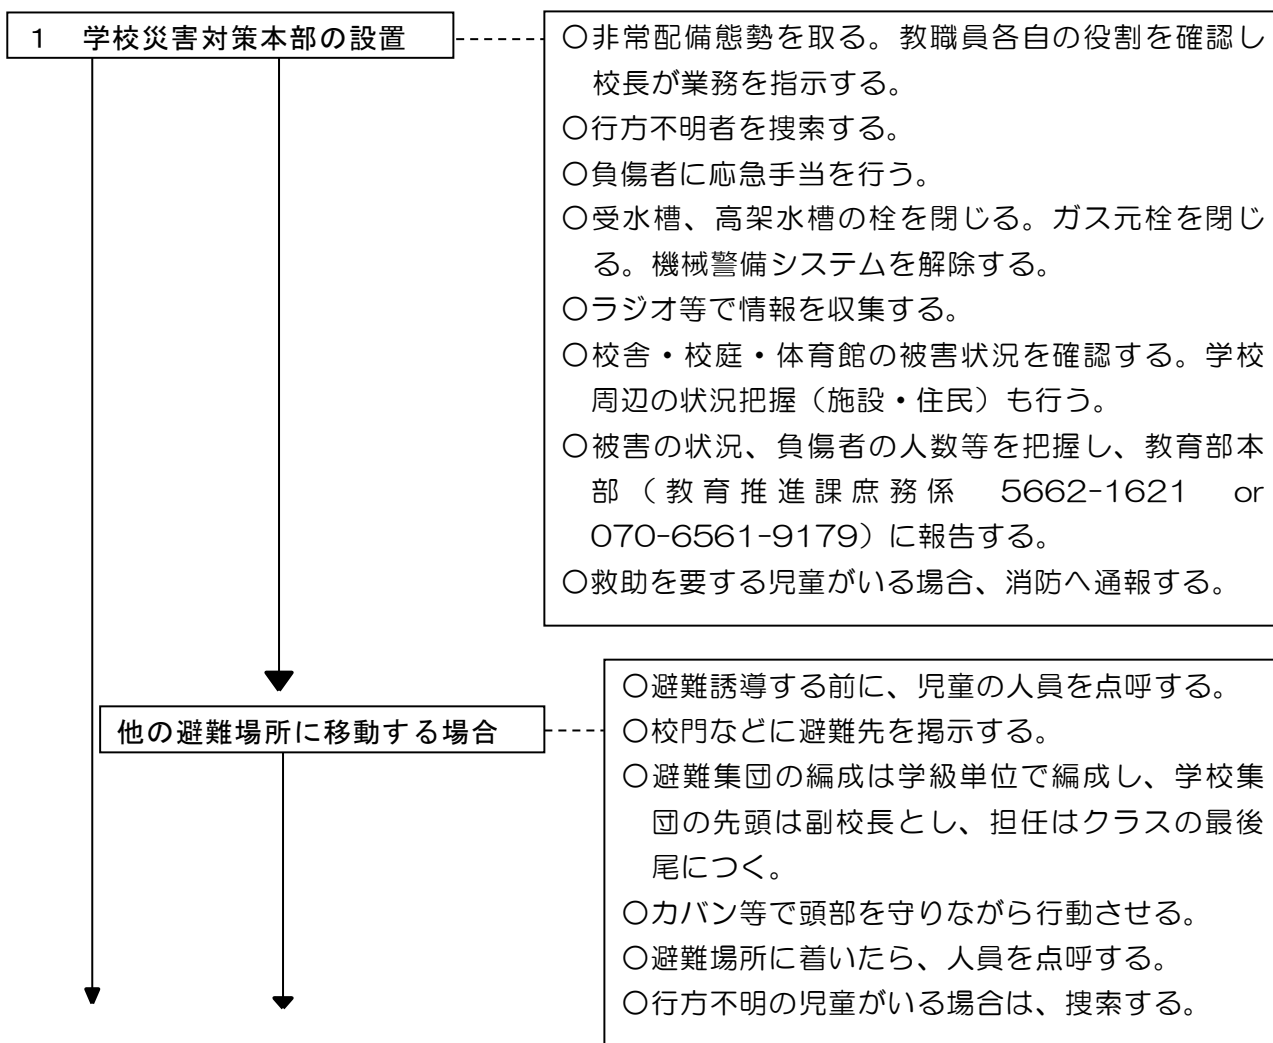 １　学校災害対策本部の設置
〇非常配備態勢を取る。教職員各自の役割を確認し
校長が業務を指示する。
〇行方不明者を捜索する。
〇負傷者に応急手当を行う。
〇受水槽、高架水槽の栓を閉じる。ガス元栓を閉じ
る。機械警備システムを解除する。
〇ラジオ等で情報を収集する。
〇校舎・校庭・体育館の被害状況を確認する。学校
周辺の状況把握（施設・住民）も行う。
〇被害の状況、負傷者の人数等を把握し、教育部本
部（教育推進課庶務係　5662-1621　or
070-6561-9179）に報告する。
〇救助を要する児童がいる場合、消防へ通報する。
他の避難場所に移動する場合
〇避難誘導する前に、児童の人員を点呼する。
〇校門などに避難先を掲示する。
〇避難集団の編成は学級単位で編成し、学校集
団の先頭は副校長とし、担任はクラスの最後
尾につく。
〇カバン等で頭部を守りながら行動させる。
〇避難場所に着いたら、人員を点呼する。
〇行方不明の児童がいる場合は、捜索する。